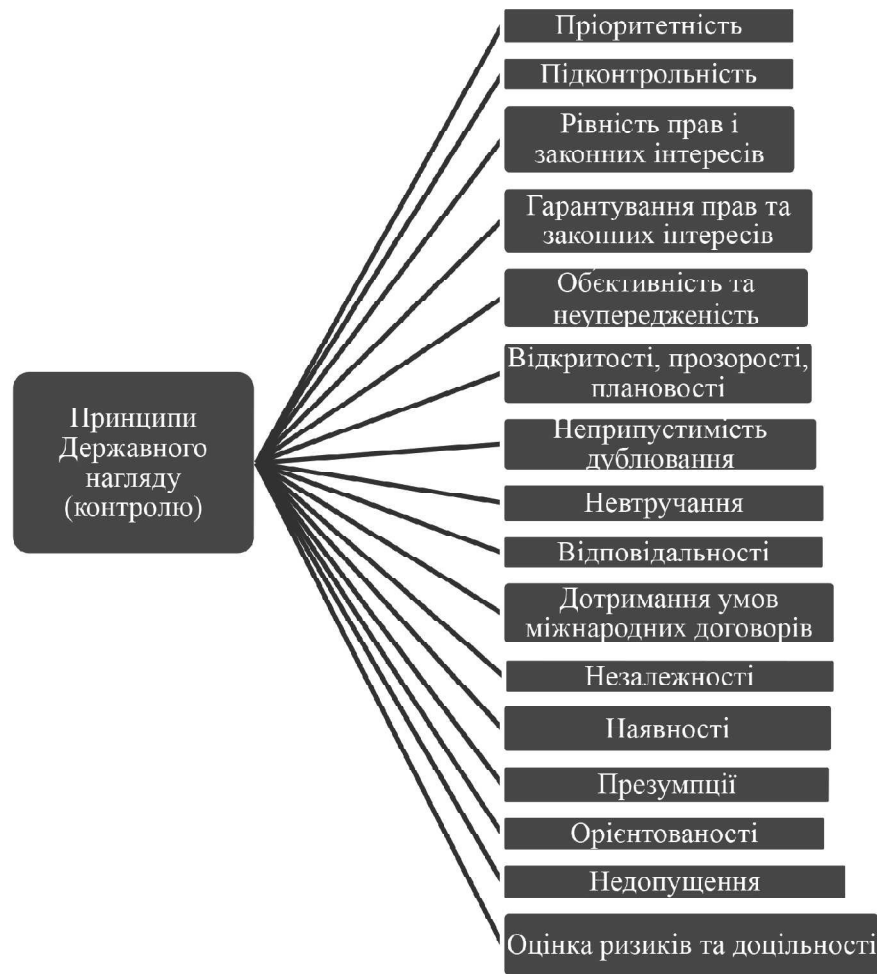 Пріоритетність
Підконтрольність
Рівність прав і
законних інтересів
Гарантування прав та
законних інтересів
Обєктивність та
неупередженість
Відкритості, прозорості,
плановості
Принципи
Державного
нагляду
(контролю)
Неприпустимість
дублювання
Невтручання
Відповідальності
Дотримання умов
міжнародних договорів
Незалежності
Наявності
Презумпції
Орієнтованості
Недопущення
Оцінка ризиків та доцільності